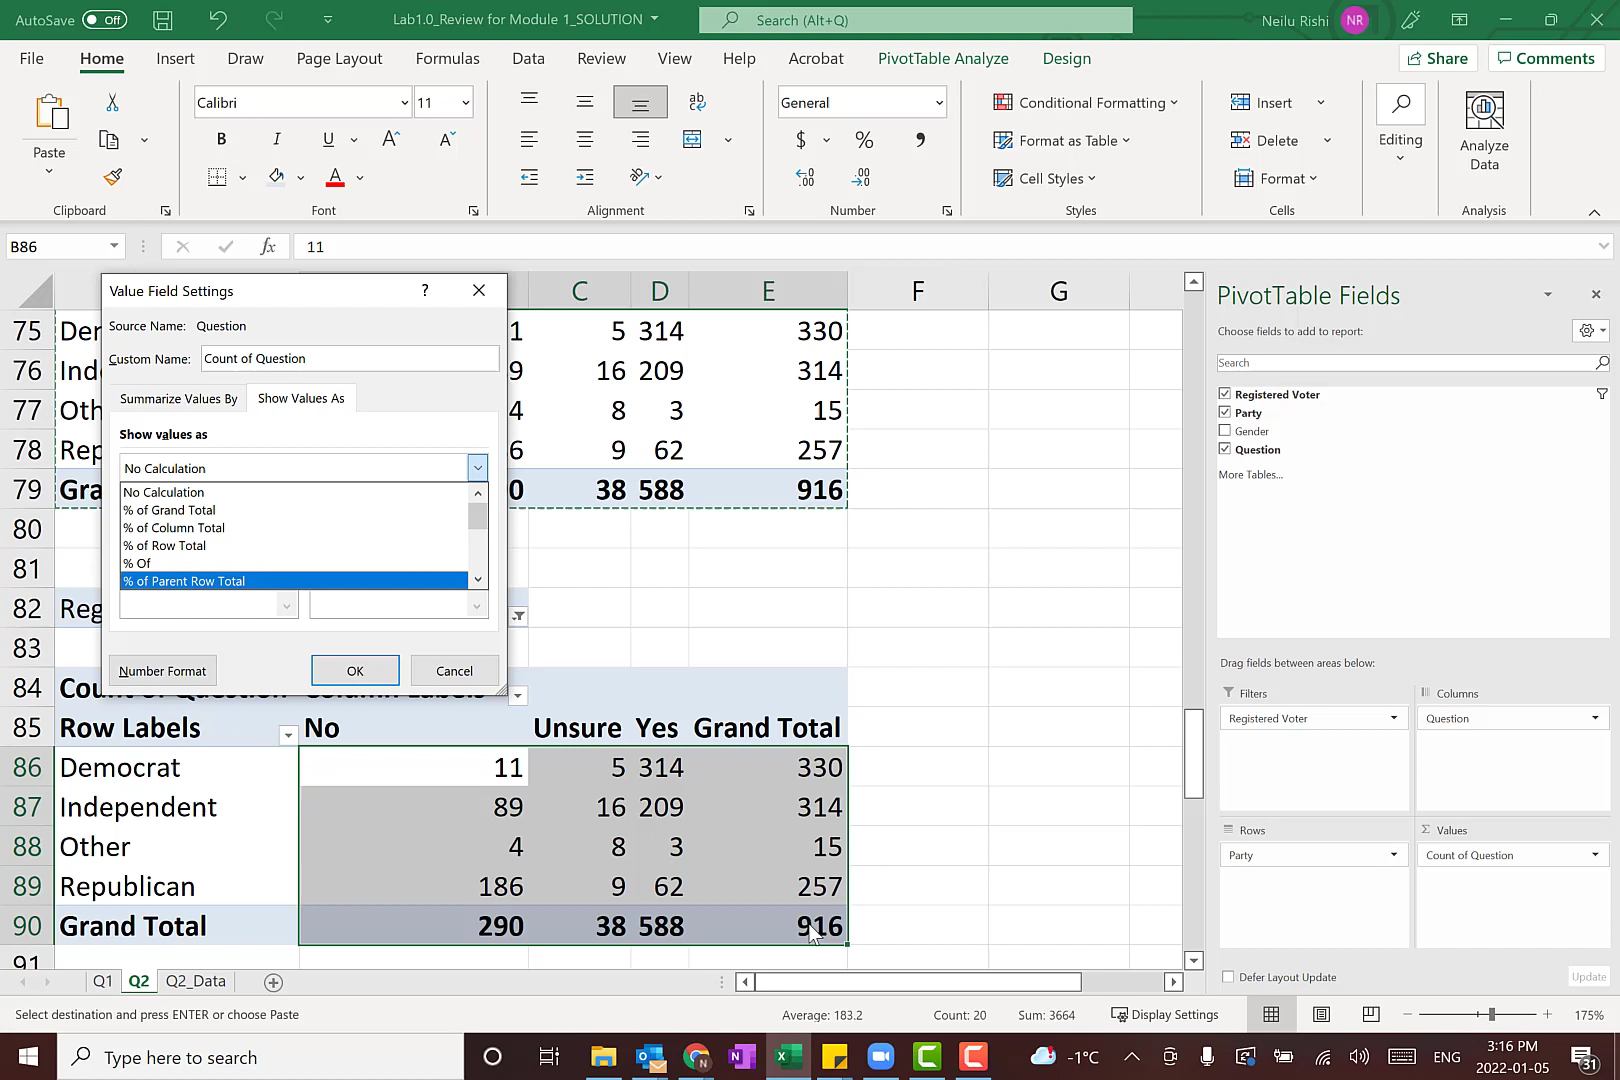 AutoSave Off Lab1.0_Review for Module 1_SOLUTION Search (Alt+Q) Neilu Rishi NR
File Home Insert Draw Page Layout Formulas Data Review View Help Acrobat PivotTable Analyze Design Share Comments
Calibri 11 General Conditional Formatting Insert
Paste B I U A A $ % Format as Table Delete Editing Analyze Data
A Cell Styles Format
Clipboard Font Alignment Number Styles Cells Analysis
B86 fx 11
Value Field Settings ? C D E F G
Source Name: Question
Custom Name: Count of Question
Summarize Values By Show Values As
Show values as
No Calculation
No Calculation
% of Grand Total
% of Column Total
% of Row Total
% Of
% of Parent Row Total
Number Format OK Cancel
75 Der 1 5 314 330
76 Ind 9 16 209 314
77 Oth 4 8 3 15
78 Rep 6 9 62 257
79 Gra 0 38 588 916
80
81
82 Reg
83
84 Count of Question Column Labels
85 Row Labels No Unsure Yes Grand Total
86 Democrat 11 5 314 330
87 Independent 89 16 209 314
88 Other 4 8 3 15
89 Republican 186 9 62 257
90 Grand Total 290 38 588 916
91
PivotTable Fields
Choose fields to add to report:
Search
Registered Voter
Party
Gender
Question
More Tables...
Drag fields between areas below:
Filters Columns
Registered Voter Question
Rows Σ Values
Party Count of Question
Defer Layout Update Update
Q1 Q2 Q2_Data
Select destination and press ENTER or choose Paste Average: 183.2 Count: 20 Sum: 3664 Display Settings 175%
Type here to search -1°C ENG 3:16 PM
2022-01-05 31